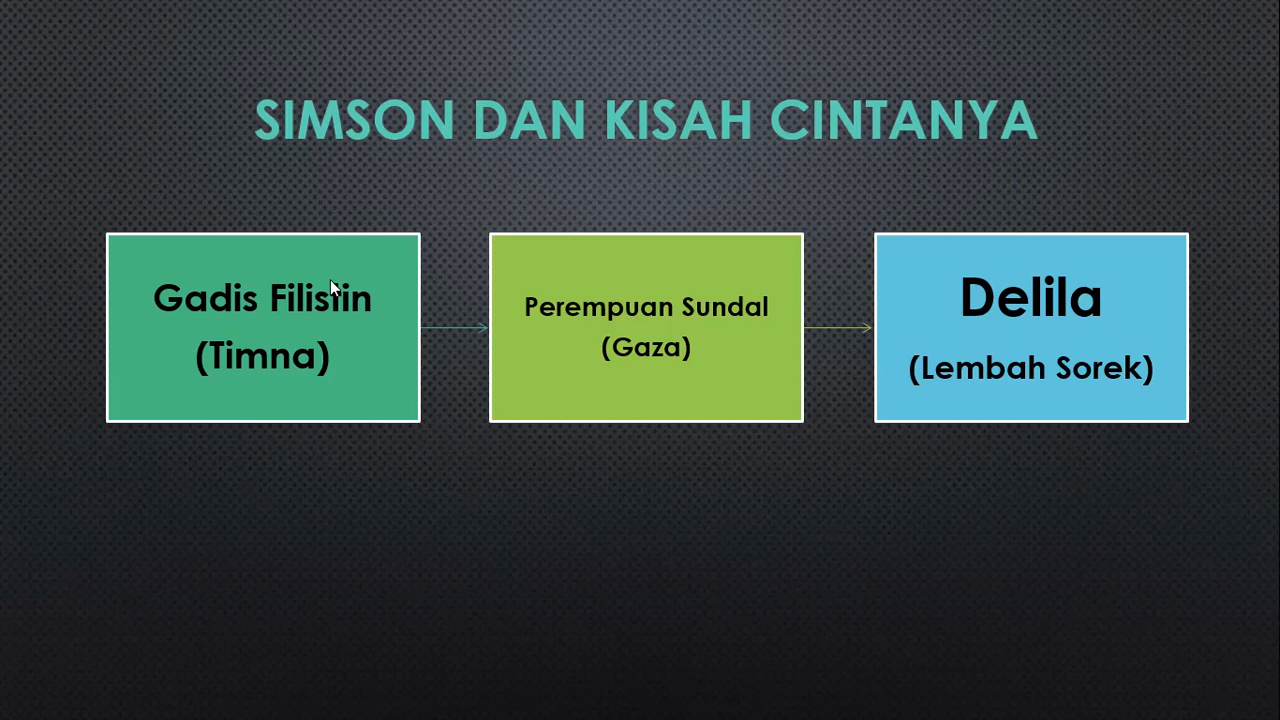 SIMSON DAN KISAH CINTANYA
Gadis Filistin
(Timna)
Perempuan Sundal
(Gaza)
Delila
(Lembah Sorek)